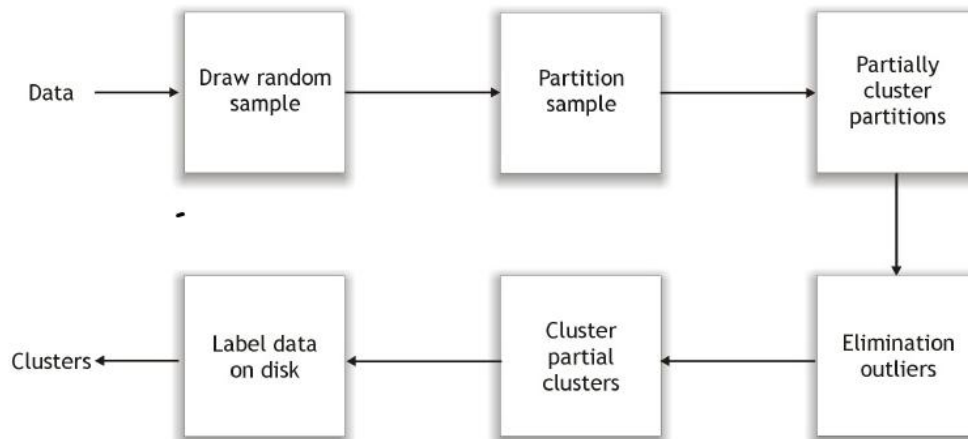 Data
Draw random
sample
Partition
sample
Partially
cluster
partitions
Elimination
outliers
Cluster
partial
clusters
Label data
on disk
Clusters